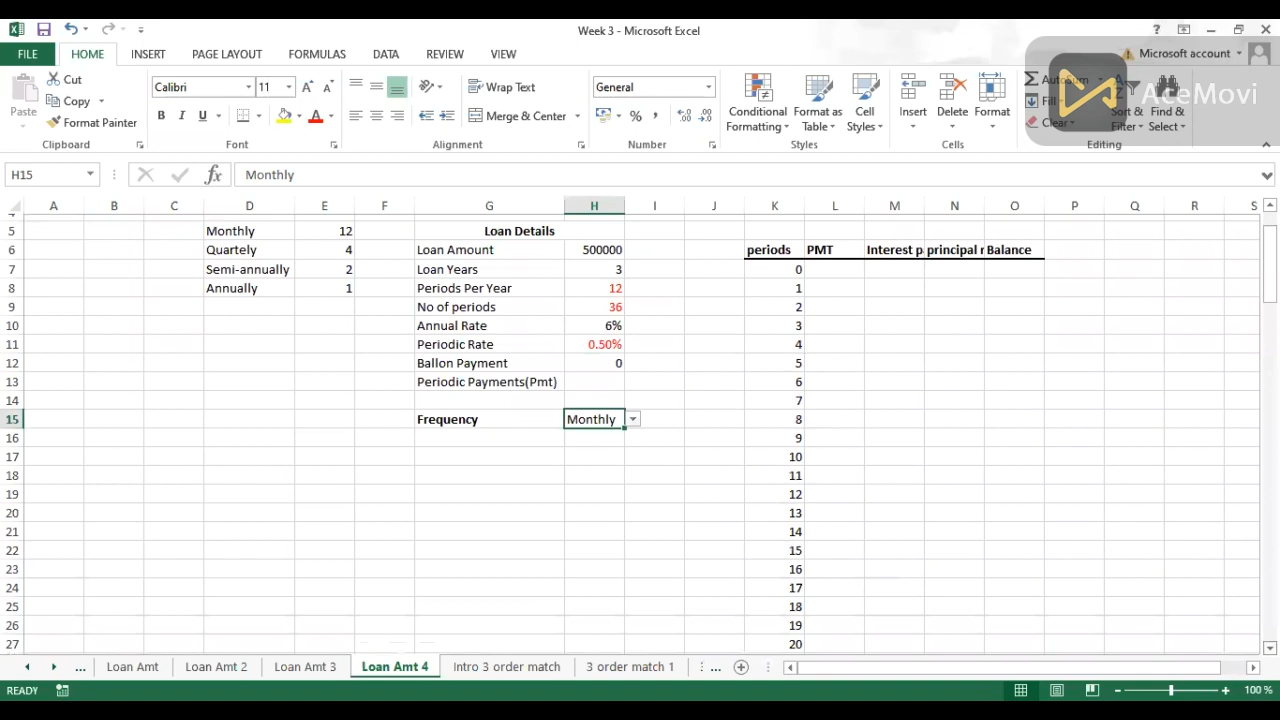 Week 3 - Microsoft Excel
FILE HOME INSERT PAGE LAYOUT FORMULAS DATA REVIEW VIEW Microsoft account
Cut
Copy
Format Painter
Paste
Clipboard
Calibri 11
B I U
Font
Wrap Text
Merge & Center
Alignment
General
Number
Conditional Formatting
Format as Table
Cell Styles
Styles
Insert Delete Format
Cells
AutoSum
Fill
Clear
Sort & Filter
Find & Select
Editing
AceMovi
H15 fx Monthly
A B C D E F G H I J K L M N O P Q R S
5 Monthly 12 Loan Details
6 Quartely 4 Loan Amount 500000 periods PMT Interest p principal r Balance
7 Semi-annually 2 Loan Years 3 0
8 Annually 1 Periods Per Year 12 1
9 No of periods 36 2
10 Annual Rate 6% 3
11 Periodic Rate 0.50% 4
12 Ballon Payment 0 5
13 Periodic Payments(Pmt) 6
14 7
15 Frequency Monthly 8
16 9
17 10
18 11
19 12
20 13
21 14
22 15
23 16
24 17
25 18
26 19
27 20
... Loan Amt Loan Amt 2 Loan Amt 3 Loan Amt 4 Intro 3 order match 3 order match 1 ...
READY 100 %